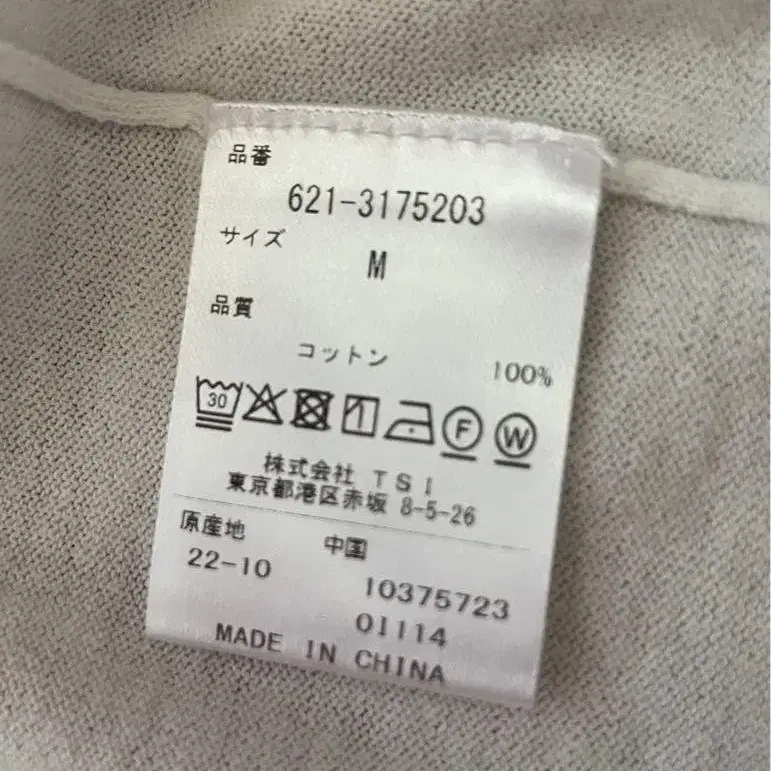 品番
621-3175203
サイズ
M
品質
コットン 100%
30 F W
株式会社 TSI
東京都港区赤坂 8-5-26
原産地 中国
22-10 10375723
01114
MADE IN CHINA